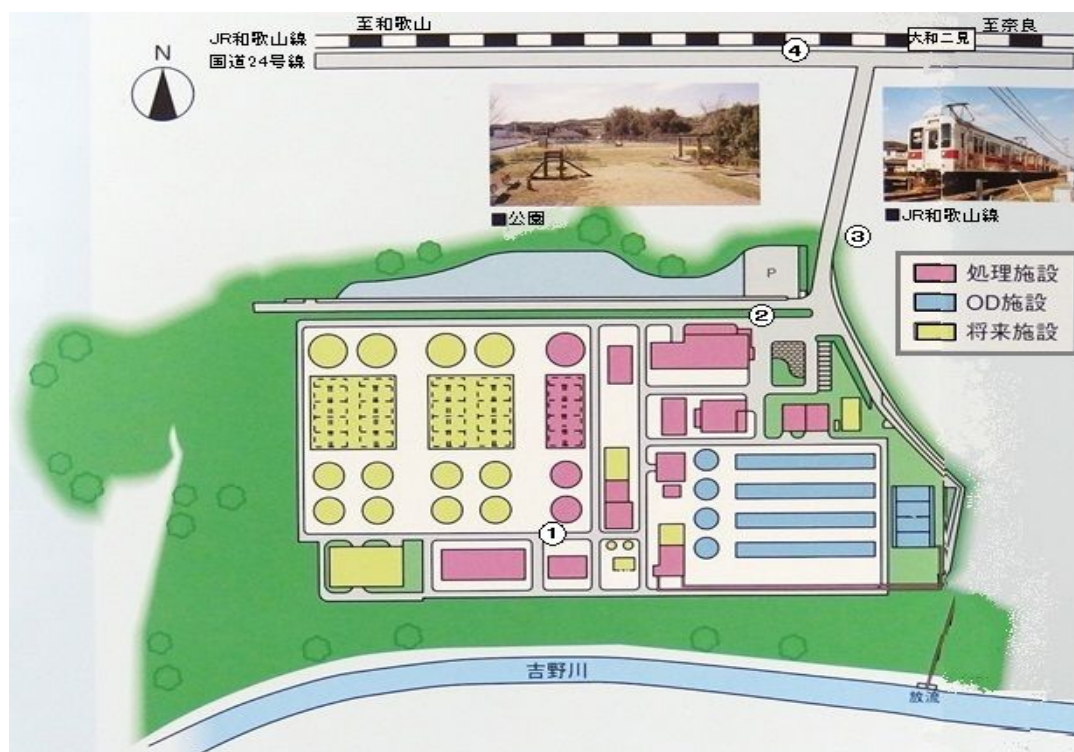 至和歌山
至奈良
JR和歌山線
大和二見
国道24号線
④
N
■公園
■JR和歌山線
③
P
処理施設
OD施設
将来施設
②
①
吉野川
放流